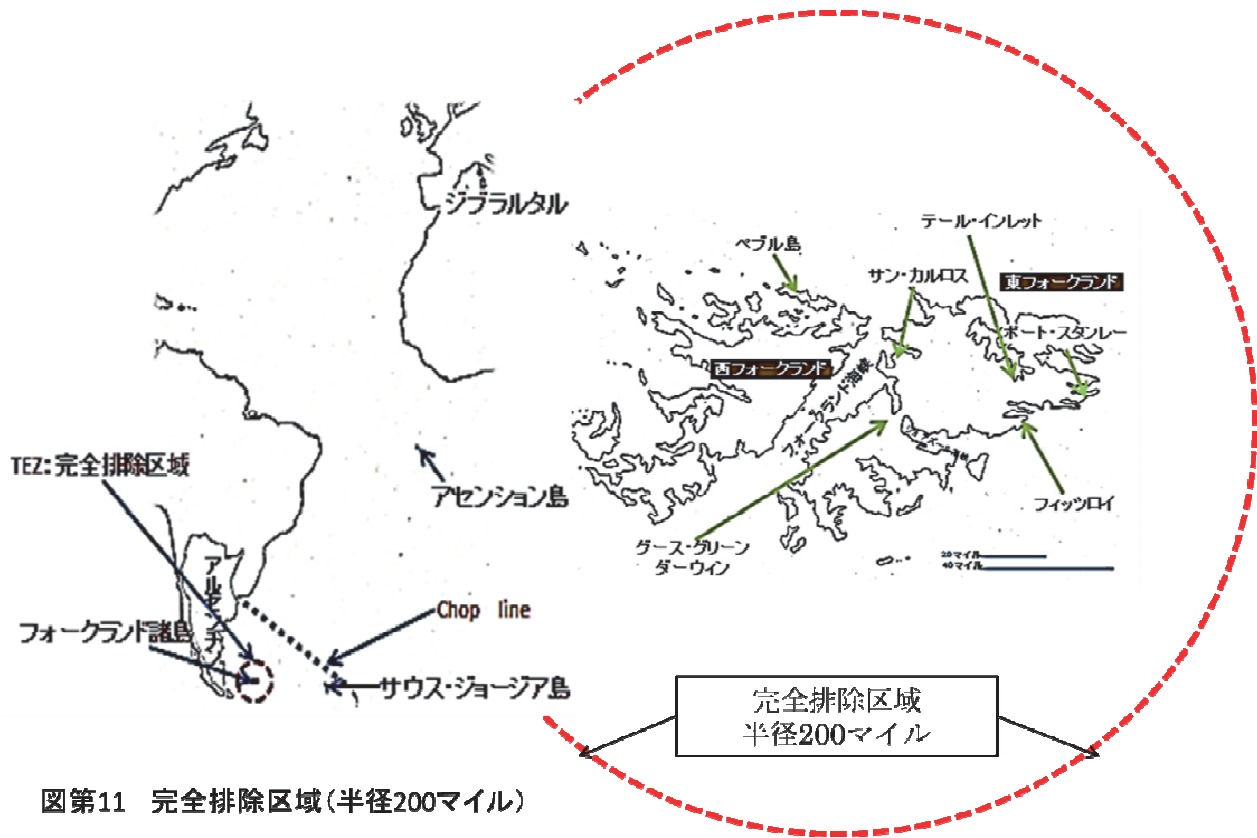 ジブラルタル
TEZ:完全排除区域
アセンション島
アルゼンチン
フォークランド諸島
Chop line
サウス・ジョージア島
テール・インレット
ペブル島
サン・カルロス
東フォークランド
ポート・スタンレー
西フォークランド
フォークランド海峡
フィッツロイ
グース・グリーン
ダーウィン
20マイル
40マイル
完全排除区域
半径200マイル
図第11 完全排除区域(半径200マイル)